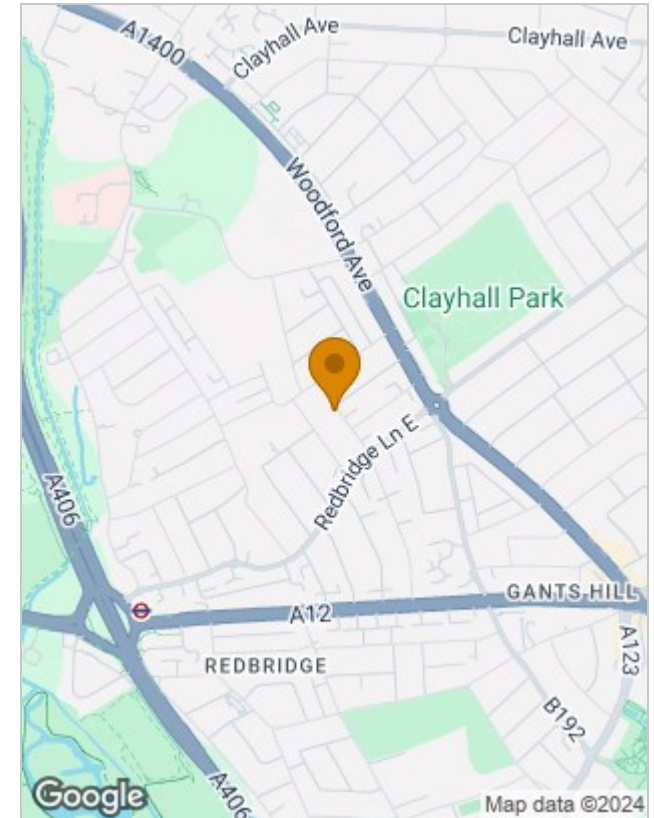 A1400
Clayhall Ave
Clayhall Ave
Woodford Ave
Clayhall Park
Redbridge Ln E
A406
GANTS HILL
A12
A123
REDBRIDGE
B192
A406
Google
Map data ©2024